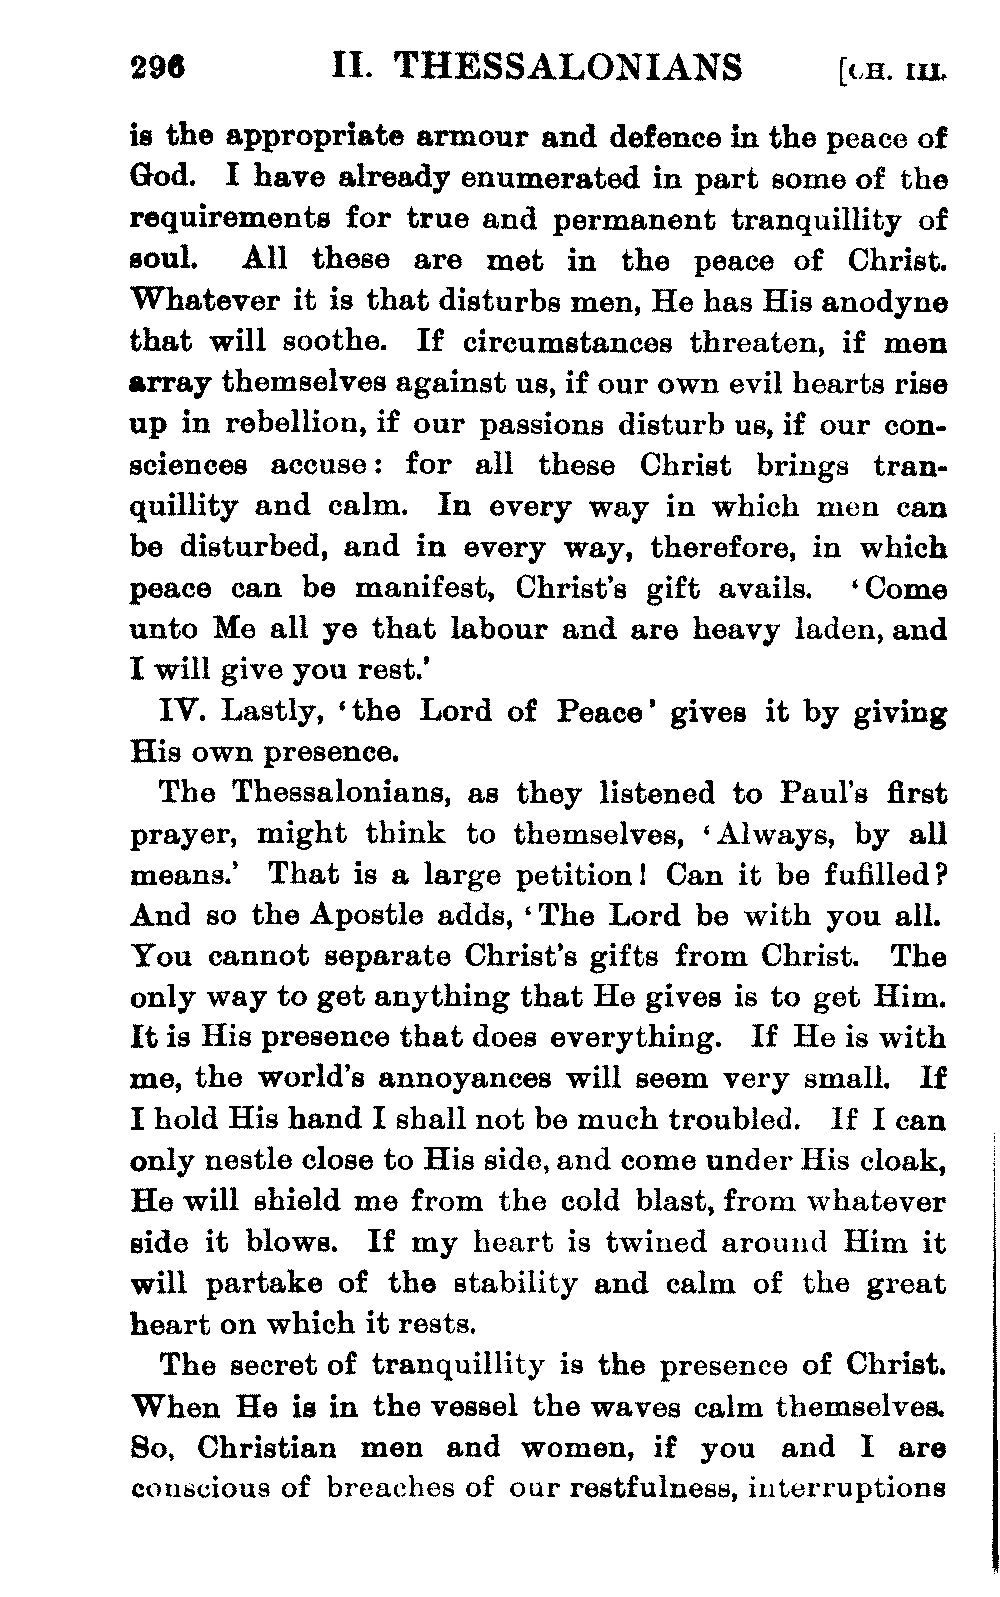 296 II. THESSALONIANS [CH. III.
is the appropriate armour and defence in the peace of
God. I have already enumerated in part some of the
requirements for true and permanent tranquillity of
soul. All these are met in the peace of Christ.
Whatever it is that disturbs men, He has His anodyne
that will soothe. If circumstances threaten, if men
array themselves against us, if our own evil hearts rise
up in rebellion, if our passions disturb us, if our con-
sciences accuse: for all these Christ brings tran-
quillity and calm. In every way in which men can
be disturbed, and in every way, therefore, in which
peace can be manifest, Christ's gift avails. ‘Come
unto Me all ye that labour and are heavy laden, and
I will give you rest.’
IV. Lastly, ‘the Lord of Peace’ gives it by giving
His own presence.
The Thessalonians, as they listened to Paul's first
prayer, might think to themselves, ‘Always, by all
means.’ That is a large petition! Can it be fufilled?
And so the Apostle adds, ‘The Lord be with you all.
You cannot separate Christ's gifts from Christ. The
only way to get anything that He gives is to get Him.
It is His presence that does everything. If He is with
me, the world's annoyances will seem very small. If
I hold His hand I shall not be much troubled. If I can
only nestle close to His side, and come under His cloak,
He will shield me from the cold blast, from whatever
side it blows. If my heart is twined around Him it
will partake of the stability and calm of the great
heart on which it rests.
The secret of tranquillity is the presence of Christ.
When He is in the vessel the waves calm themselves.
So, Christian men and women, if you and I are
conscious of breaches of our restfulness, interruptions